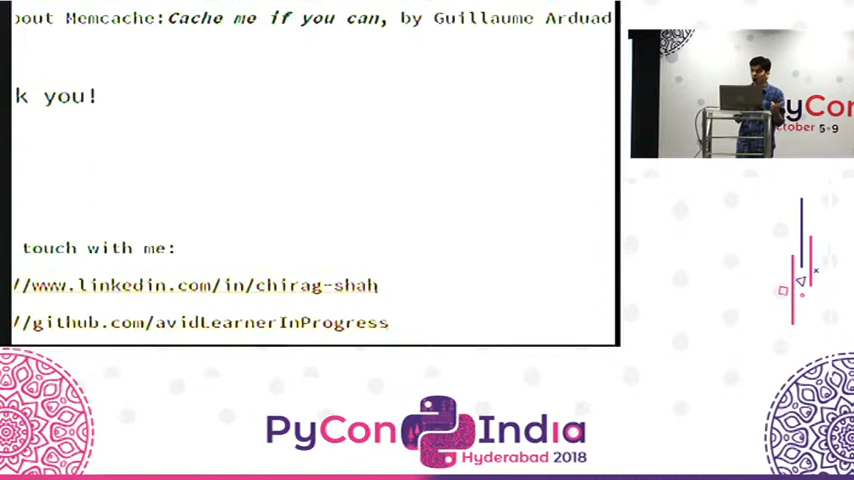 bout Memcache:Cache me if you can, by Guillaume Arduad
k you!
touch with me:
//www.linkedin.com/in/chirag-shah
//github.com/avidLearnerInProgress
yCon
ctober 5-9
PyCon India
Hyderabad 2018